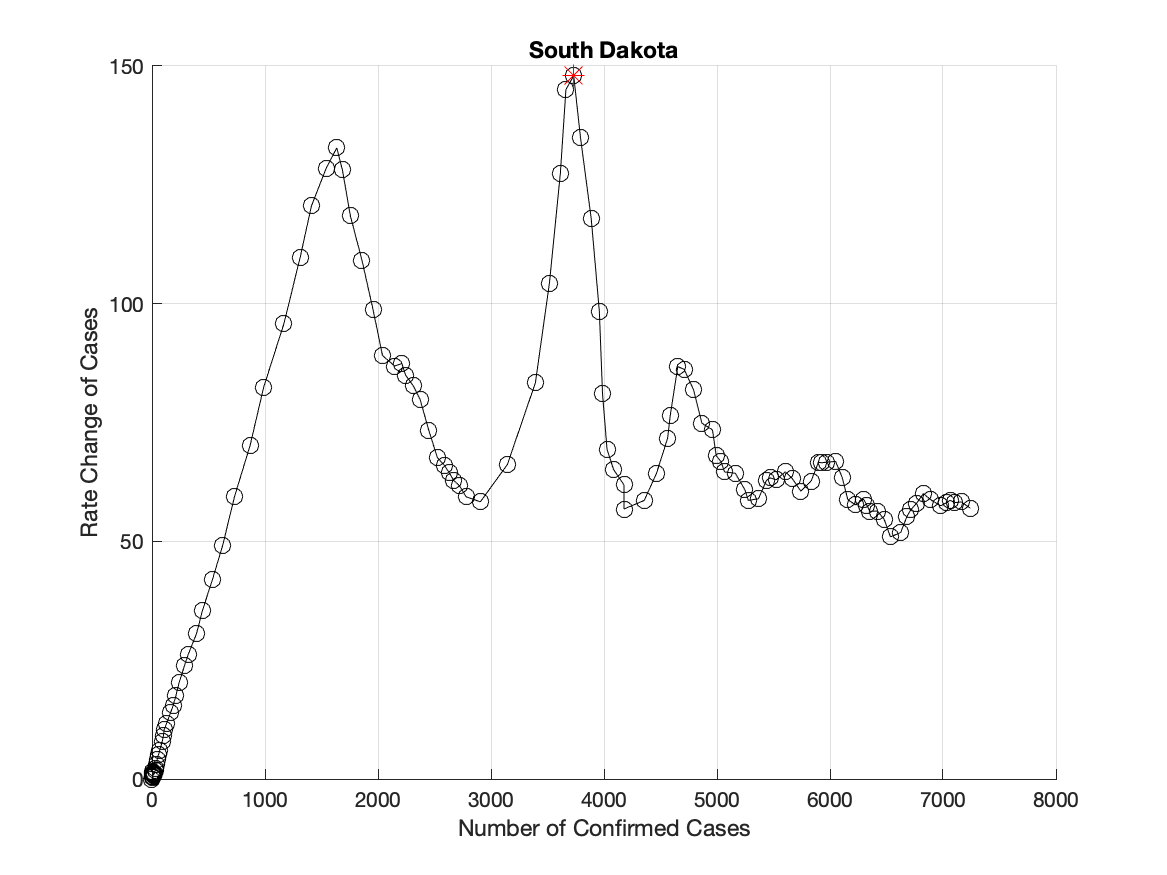 South Dakota
150
100
50
0
0 1000 2000 3000 4000 5000 6000 7000 8000
Rate Change of Cases
Number of Confirmed Cases